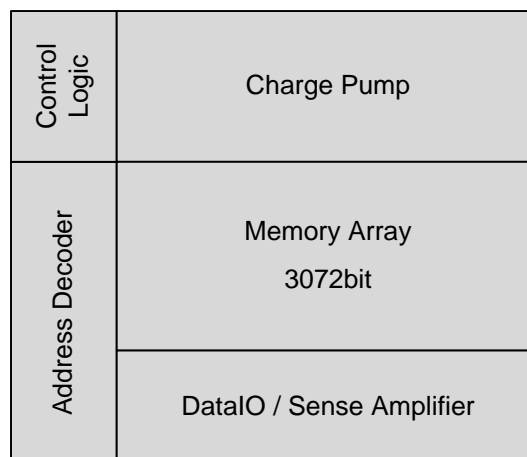 Control
Logic
Charge Pump
Address Decoder
Memory Array
3072bit
DataIO / Sense Amplifier